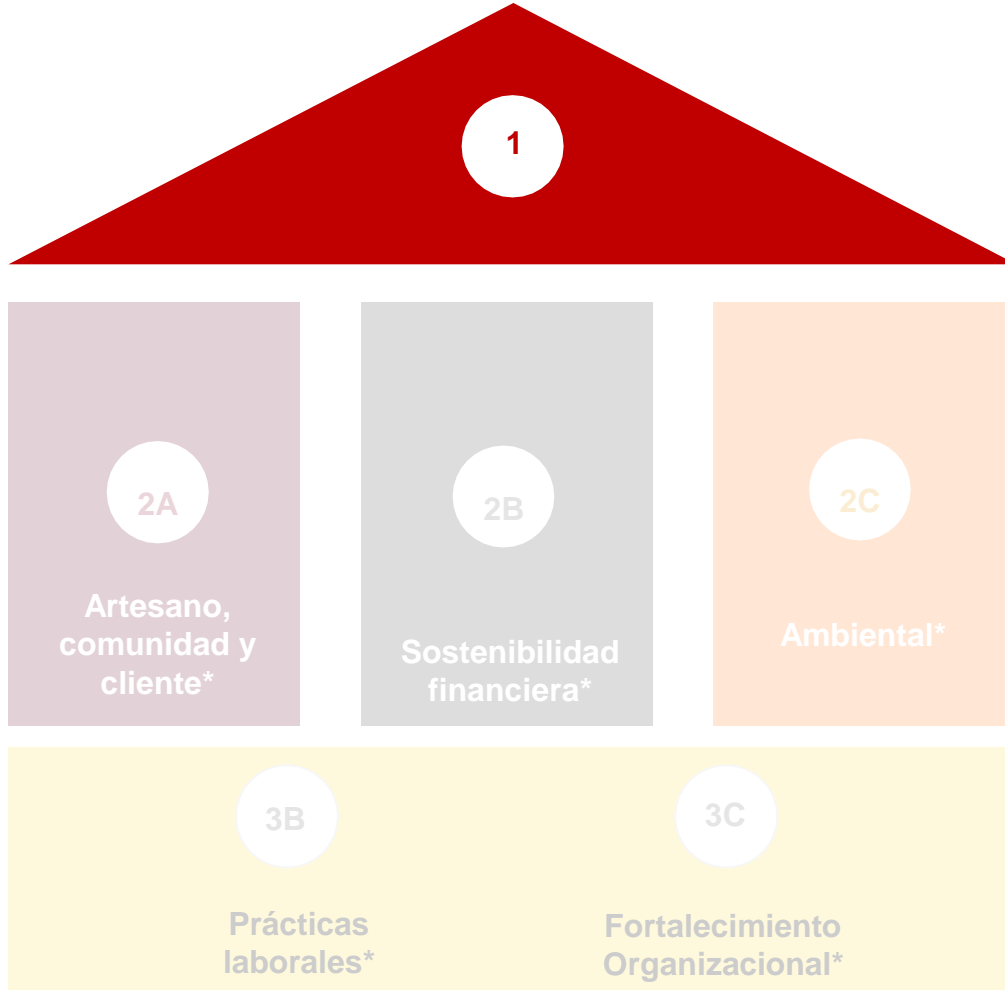 1
2A
Artesano,
comunidad y
cliente*
2B
Sostenibilidad
financiera*
2C
Ambiental*
3B
Prácticas
laborales*
3C
Fortalecimiento
Organizacional*